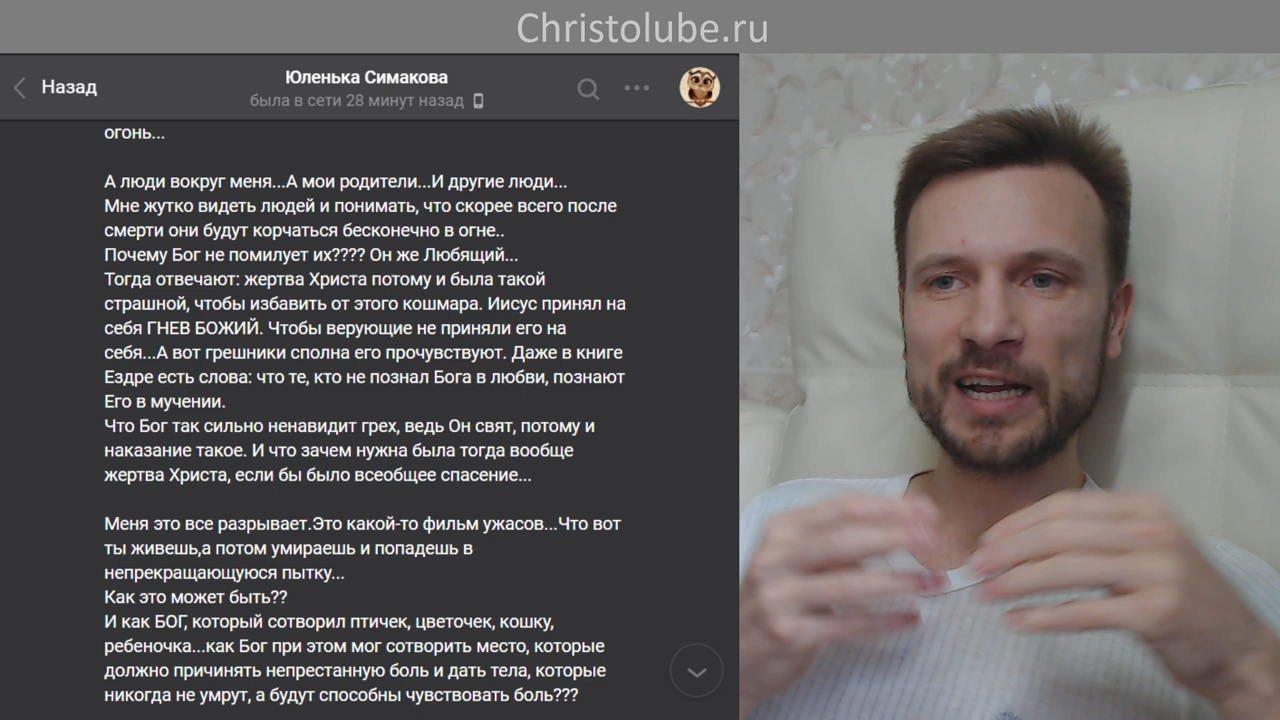 Christolube.ru
Назад
Юленька Симакова
была в сети 28 минут назад
огонь...
А люди вокруг меня...А мои родители...И другие люди...
Мне жутко видеть людей и понимать, что скорее всего после
смерти они будут корчаться бесконечно в огне..
Почему Бог не помилует их???? Он же Любящий...
Тогда отвечают: жертва Христа потому и была такой
страшной, чтобы избавить от этого кошмара. Иисус принял на
себя ГНЕВ БОЖИЙ. Чтобы верующие не приняли его на
себя...А вот грешники сполна его прочувствуют. Даже в книге
Ездре есть слова: что те, кто не познал Бога в любви, познают
Его в мучении.
Что Бог так сильно ненавидит грех, ведь Он свят, потому и
наказание такое. И что зачем нужна была тогда вообще
жертва Христа, если бы было всеобщее спасение...
Меня это все разрывает.Это какой-то фильм ужасов...Что вот
ты живешь,а потом умираешь и попадешь в
непрекращающуюся пытку...
Как это может быть??
И как БОГ, который сотворил птичек, цветочек, кошку,
ребеночка...как Бог при этом мог сотворить место, которые
должно причинять непрестанную боль и дать тела, которые
никогда не умрут, а будут способны чувствовать боль???